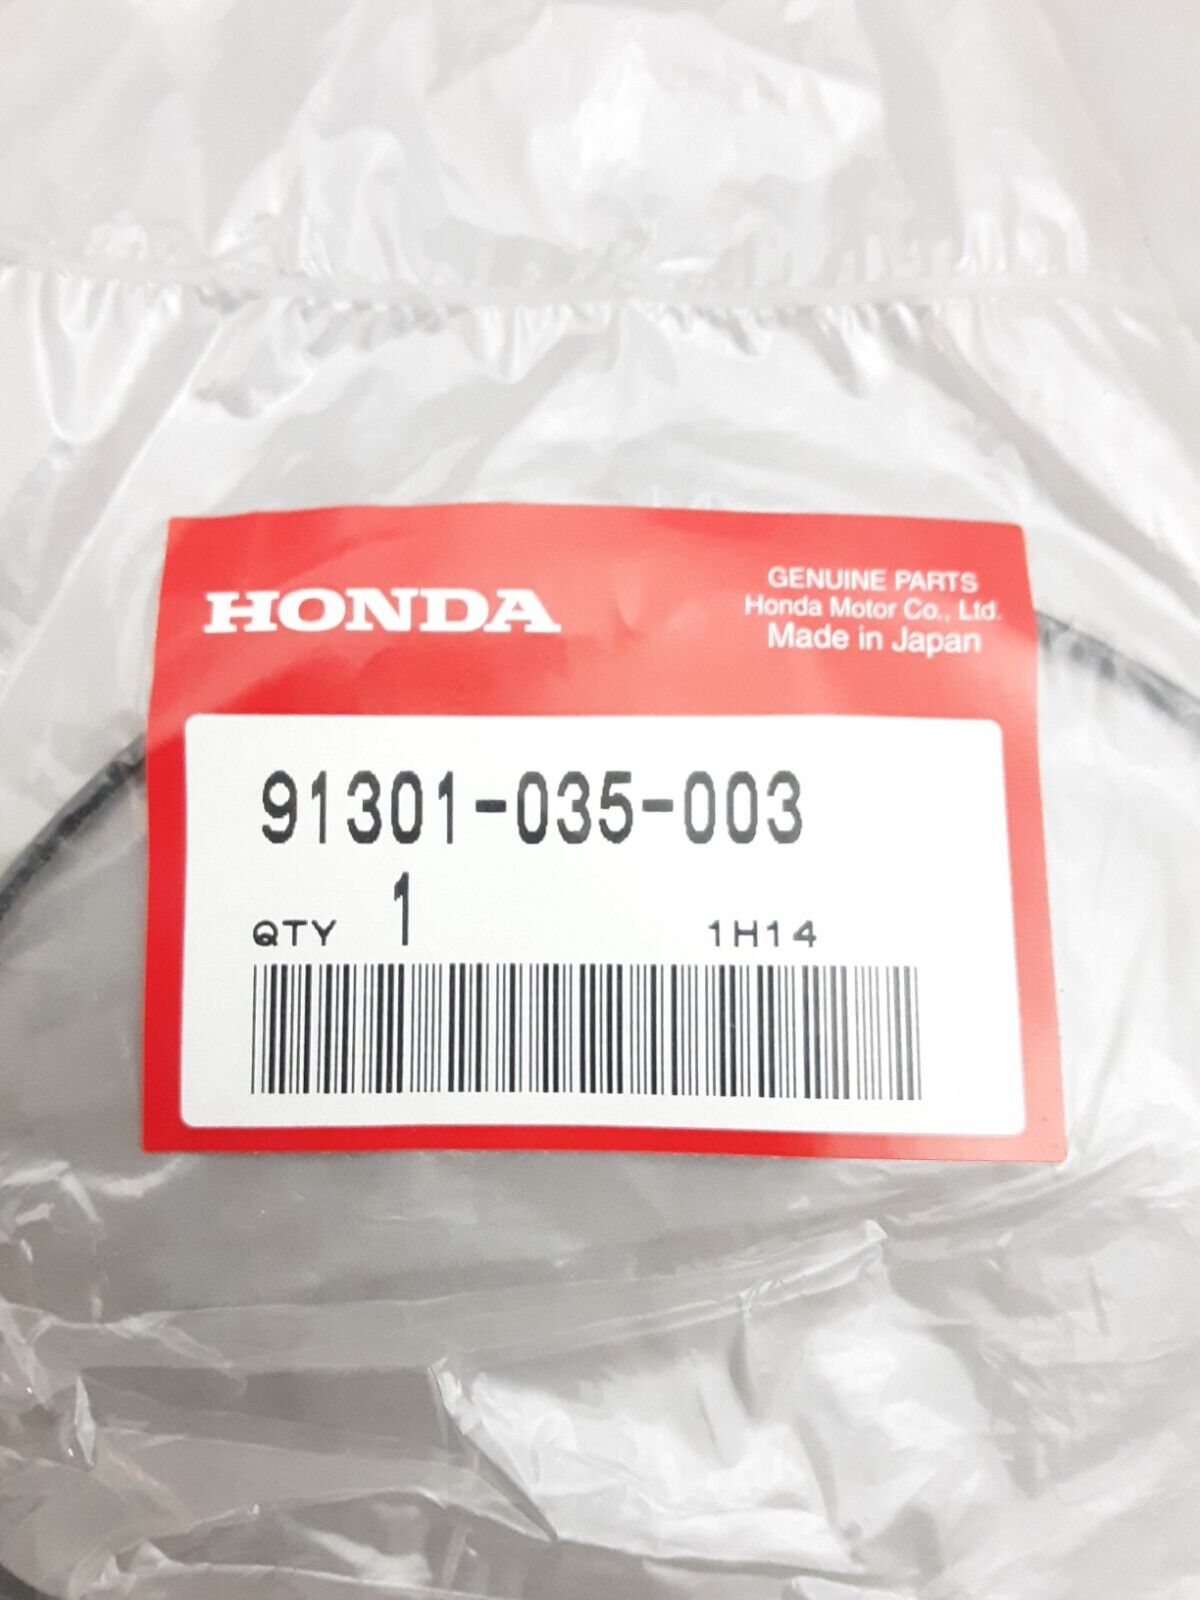 HONDA
GENUINE PARTS
Honda Motor Co., Ltd.
Made in Japan
91301-035-003
QTY 1 1H14